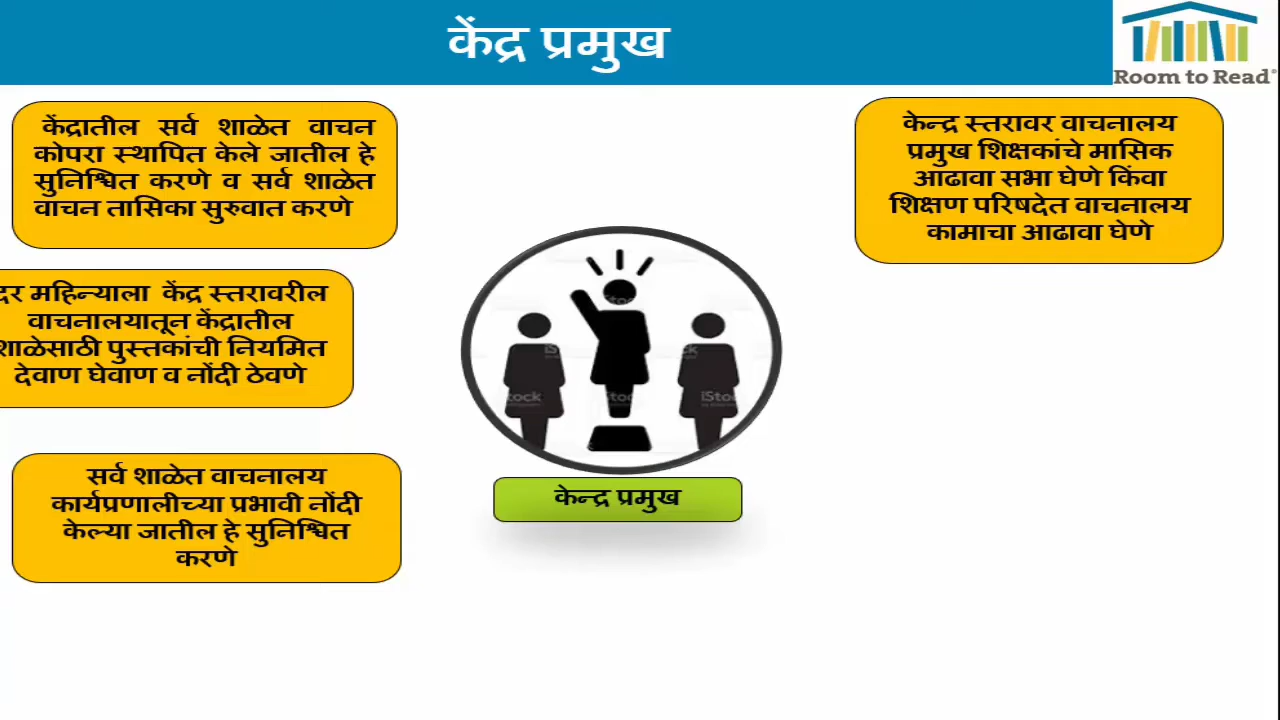 केंद्र प्रमुख
Room to Read
केंद्रातील सर्व शाळेत वाचन
कोपरा स्थापित केले जातील हे
सुनिश्चित करणे व सर्व शाळेत
वाचन तासिका सुरुवात करणे
दर महिन्याला केंद्र स्तरावरील
वाचनालयातून केंद्रातील
शाळेसाठी पुस्तकांची नियमित
देवाण घेवाण व नोंदी ठेवणे
सर्व शाळेत वाचनालय
कार्यप्रणालीच्या प्रभावी नोंदी
केल्या जातील हे सुनिश्चित
करणे
केन्द्र प्रमुख
केन्द्र स्तरावर वाचनालय
प्रमुख शिक्षकांचे मासिक
आढावा सभा घेणे किंवा
शिक्षण परिषदेत वाचनालय
कामाचा आढावा घेणे